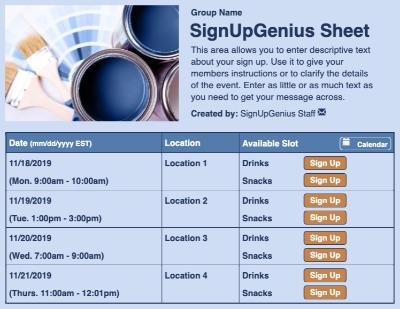 Group Name
SignUpGenius Sheet
This area allows you to enter descriptive text
about your sign up. Use it to give your
members instructions or to clarify the details
of the event. Enter as little or as much text as
you need to get your message across.
Created by: SignUpGenius Staff
Date (mm/dd/yyyy EST) Location Available Slot Calendar
11/18/2019 Location 1 Drinks Sign Up
(Mon. 9:00am - 10:00am) Snacks Sign Up
11/19/2019 Location 2 Drinks Sign Up
(Tue. 1:00pm - 3:00pm) Snacks Sign Up
11/20/2019 Location 3 Drinks Sign Up
(Wed. 7:00am - 9:00am) Snacks Sign Up
11/21/2019 Location 4 Drinks Sign Up
(Thurs. 11:00am - 12:01pm) Snacks Sign Up